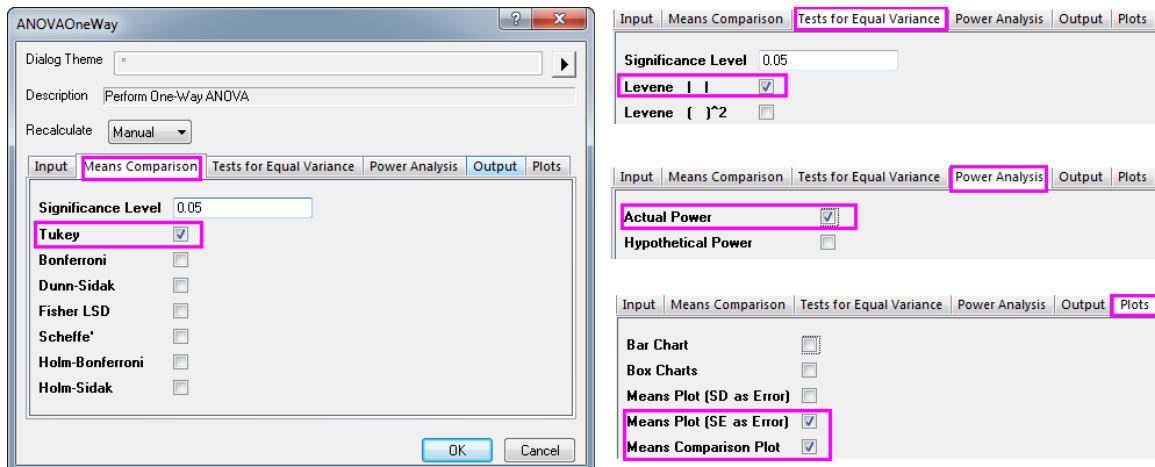 ANOVAOneWay
Dialog Theme *
Description Perform One-Way ANOVA
Recalculate Manual
Input Means Comparison Tests for Equal Variance Power Analysis Output Plots
Significance Level 0.05
Tukey
Bonferroni
Dunn-Sidak
Fisher LSD
Scheffe'
Holm-Bonferroni
Holm-Sidak
OK Cancel
Input Means Comparison Tests for Equal Variance Power Analysis Output Plots
Significance Level 0.05
Levene | |
Levene ( )^2
Input Means Comparison Tests for Equal Variance Power Analysis Output Plots
Actual Power
Hypothetical Power
Input Means Comparison Tests for Equal Variance Power Analysis Output Plots
Bar Chart
Box Charts
Means Plot (SD as Error)
Means Plot (SE as Error)
Means Comparison Plot